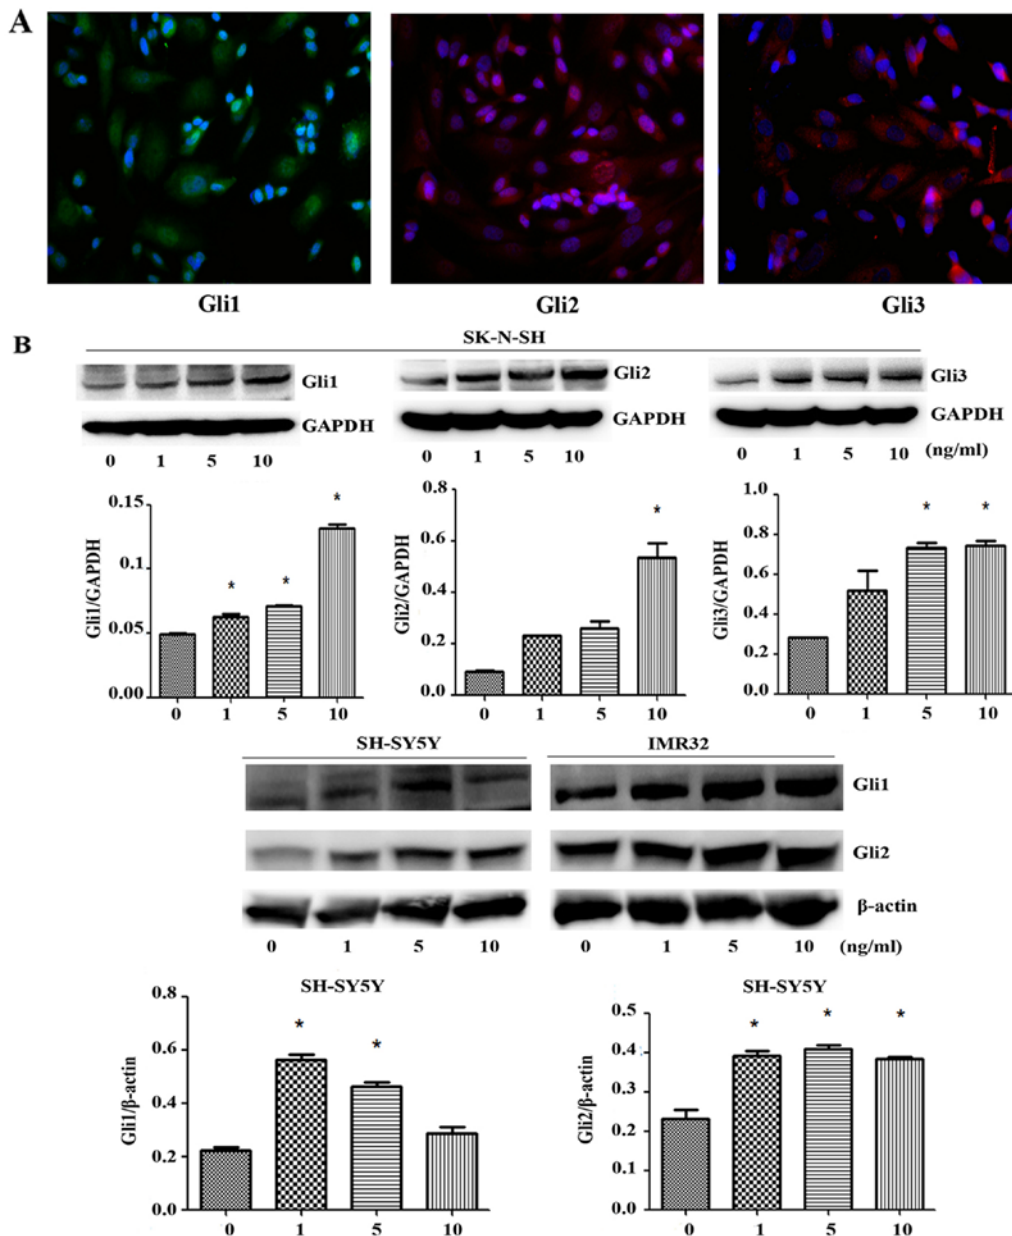 A
Gli1 Gli2 Gli3
B
SK-N-SH
Gli1 Gli2 Gli3
GAPDH GAPDH GAPDH
0 1 5 10 0 1 5 10 0 1 5 10 (ng/ml)
Gli1/GAPDH
0.15
0.1
0.05
0.00
* * *
0 1 5 10
Gli2/GAPDH
0.8
0.6
0.4
0.2
0.0
*
0 1 5 10
Gli3/GAPDH
1.0
0.8
0.6
0.4
0.2
0.0
* *
0 1 5 10
SH-SY5Y IMR32
Gli1
Gli2
β-actin
0 1 5 10 0 1 5 10 (ng/ml)
SH-SY5Y
Gli1/β-actin
0.8
0.6
0.4
0.2
0.0
* *
0 1 5 10
SH-SY5Y
Gli2/β-actin
0.5
0.4
0.3
0.2
0.1
0.0
* * *
0 1 5 10